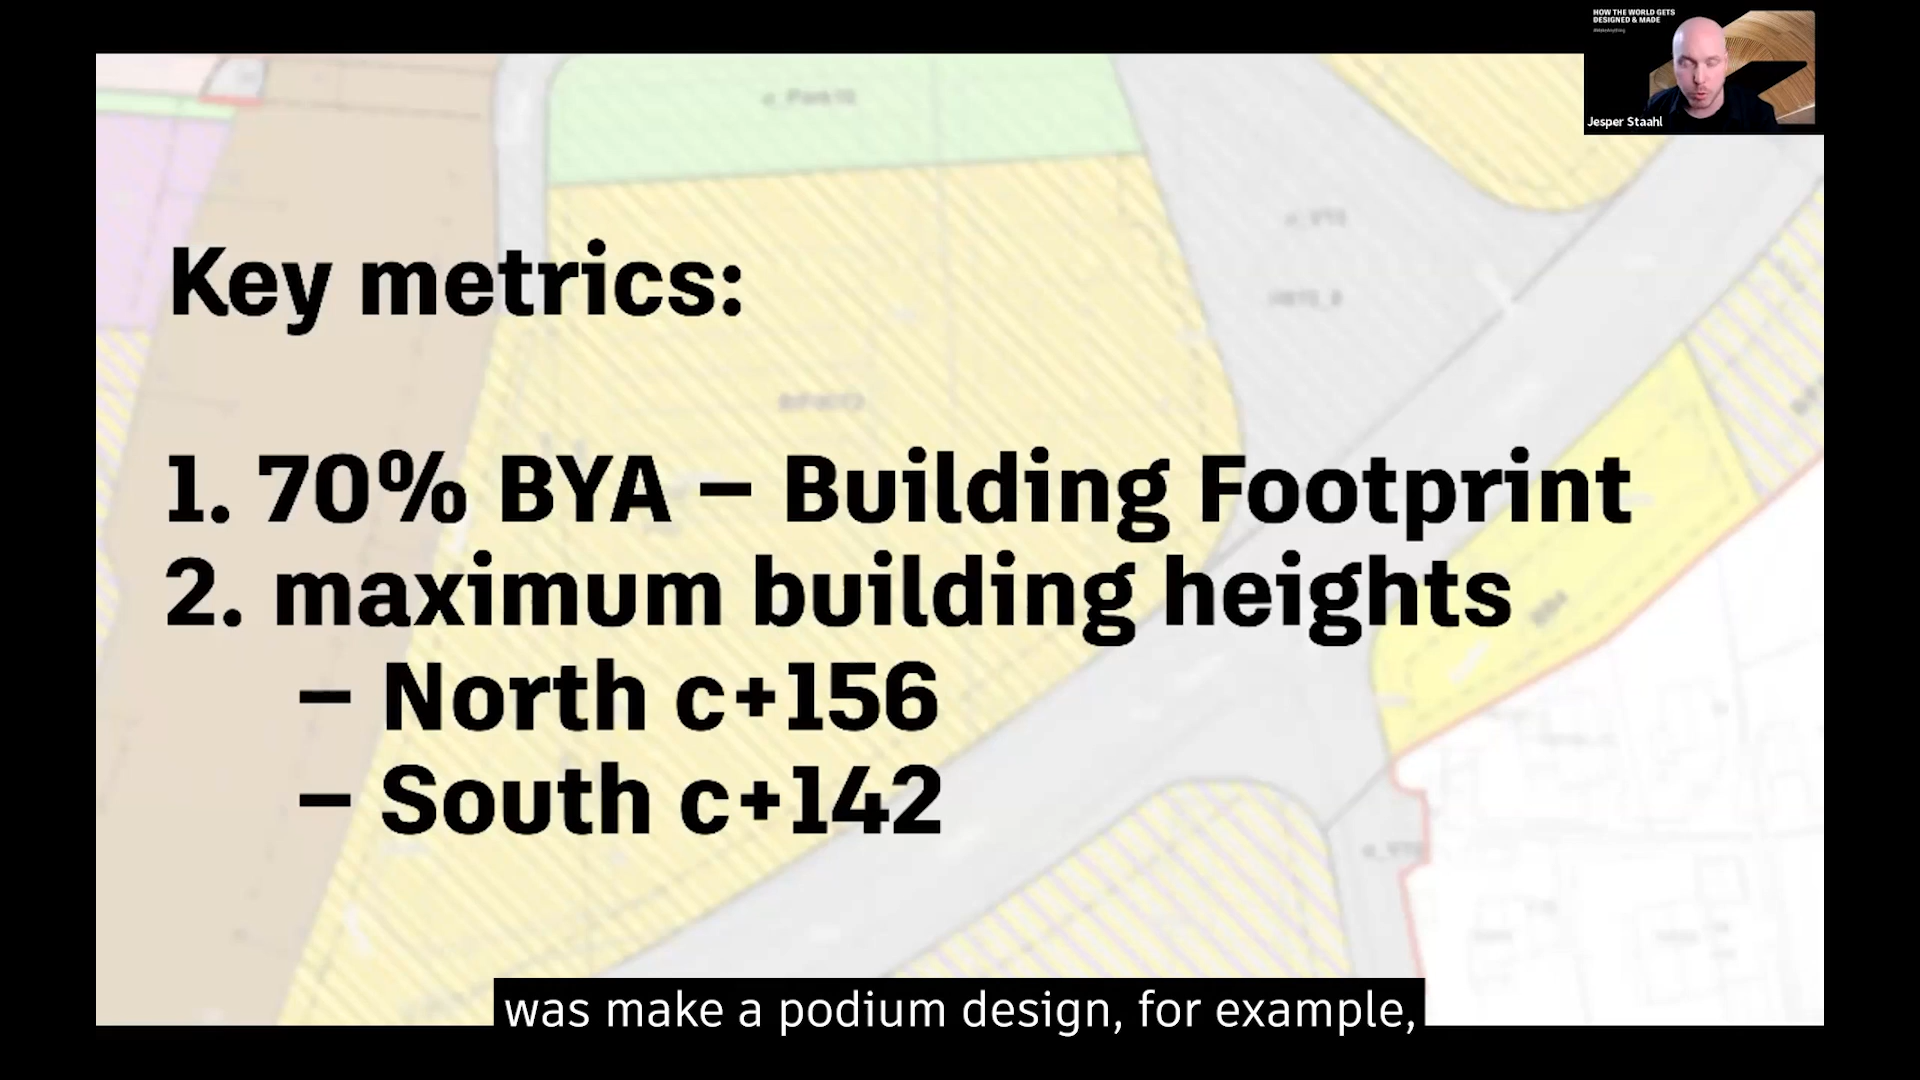 HOW THE WORLD GETS
DESIGNED & MADE
Jesper Staahl
Key metrics:
1. 70% BYA – Building Footprint
2. maximum building heights
– North c+156
– South c+142
was make a podium design, for example,